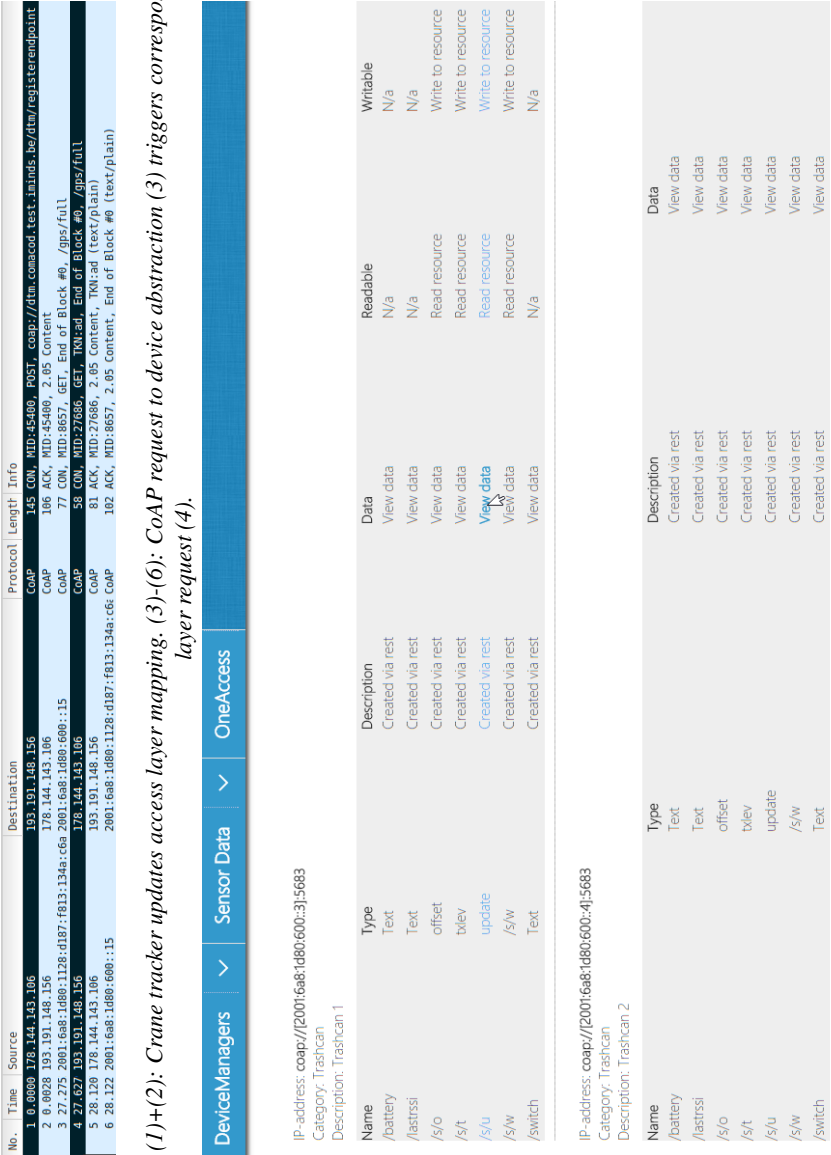 No. Time Source Destination Protocol Length Info
1 0.0000 178.144.143.106 193.191.148.156 CoAP 145 CON, MID:45400, POST, coap://dtm.comacod.test.iminds.be/dtm/registerendpoint
2 0.0028 193.191.148.156 178.144.143.106 CoAP 106 ACK, MID:45400, 2.05 Content
3 27.275 2001:6a8:1d80:1128:d187:f813:134a:c6a 2001:6a8:1d80:600::15 CoAP 77 CON, MID:8657, GET, End of Block #0, /gps/full
4 27.627 193.191.148.156 178.144.143.106 CoAP 58 CON, MID:27686, GET, TKN:ad, End of Block #0, /gps/full
5 28.120 178.144.143.106 193.191.148.156 CoAP 81 ACK, MID:27686, 2.05 Content, TKN:ad (text/plain)
6 28.122 2001:6a8:1d80:600::15 2001:6a8:1d80:1128:d187:f813:134a:c6a CoAP 102 ACK, MID:8657, 2.05 Content, End of Block #0 (text/plain)
(1)+(2): Crane tracker updates access layer mapping. (3)-(6): CoAP request to device abstraction (3) triggers correspo
layer request (4).
DeviceManagers Sensor Data OneAccess
IP-address: coap://[2001:6a8:1d80:600::3]:5683
Category: Trashcan
Description: Trashcan 1
Name Type Description Data Readable Writable
/battery Text Created via rest View data N/a N/a
/lastrssi Text Created via rest View data N/a N/a
/s/o offset Created via rest View data Read resource Write to resource
/s/t txlev Created via rest View data Read resource Write to resource
/s/u update Created via rest View data Read resource Write to resource
/s/w /s/w Created via rest View data Read resource Write to resource
/switch Text Created via rest View data N/a N/a
IP-address: coap://[2001:6a8:1d80:600::4]:5683
Category: Trashcan
Description: Trashcan 2
Name Type Description Data
/battery Text Created via rest View data
/lastrssi Text Created via rest View data
/s/o offset Created via rest View data
/s/t txlev Created via rest View data
/s/u update Created via rest View data
/s/w /s/w Created via rest View data
/switch Text Created via rest View data